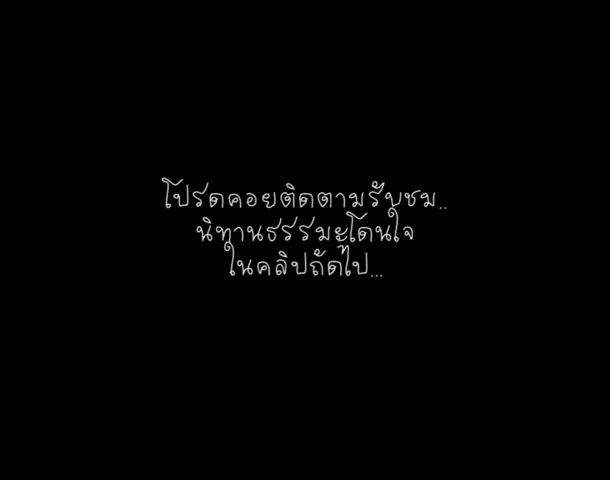 โปรดคอยติดตามรับชม..
นิทานธรรมะโดนใจ
ในคลิปถัดไป...